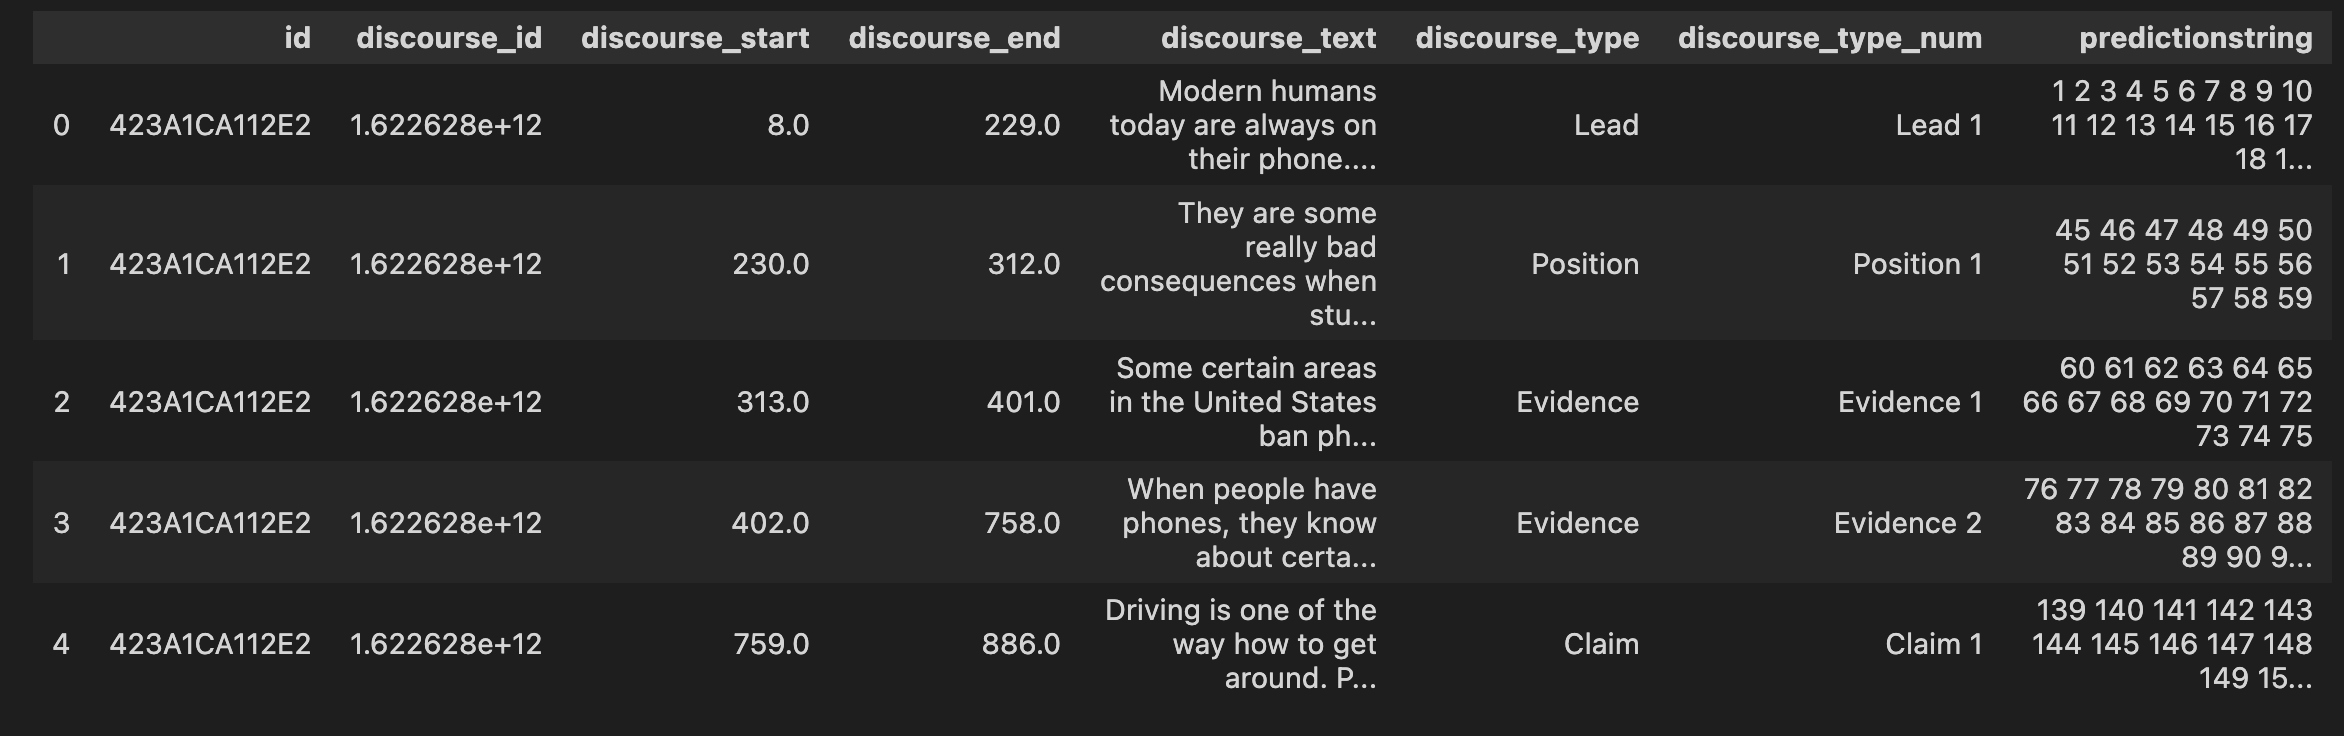 id discourse_id discourse_start discourse_end discourse_text discourse_type discourse_type_num predictionstring
0 423A1CA112E2 1.622628e+12 8.0 229.0 Modern humans today are always on their phone.... Lead Lead 1 1 2 3 4 5 6 7 8 9 10 11 12 13 14 15 16 17 18 1...
1 423A1CA112E2 1.622628e+12 230.0 312.0 They are some really bad consequences when stu... Position Position 1 45 46 47 48 49 50 51 52 53 54 55 56 57 58 59
2 423A1CA112E2 1.622628e+12 313.0 401.0 Some certain areas in the United States ban ph... Evidence Evidence 1 60 61 62 63 64 65 66 67 68 69 70 71 72 73 74 75
3 423A1CA112E2 1.622628e+12 402.0 758.0 When people have phones, they know about certa... Evidence Evidence 2 76 77 78 79 80 81 82 83 84 85 86 87 88 89 90 9...
4 423A1CA112E2 1.622628e+12 759.0 886.0 Driving is one of the way how to get around. P... Claim Claim 1 139 140 141 142 143 144 145 146 147 148 149 15...